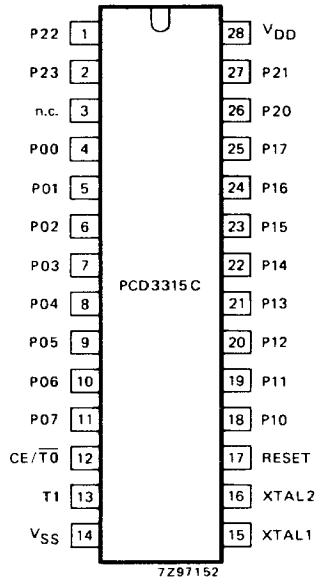 P22 1 28 VDD
P23 2 27 P21
n.c. 3 26 P20
P00 4 25 P17
P01 5 24 P16
P02 6 23 P15
P03 7 22 P14
PCD3315C
P04 8 21 P13
P05 9 20 P12
P06 10 19 P11
P07 11 18 P10
CE/T0 12 17 RESET
T1 13 16 XTAL2
VSS 14 15 XTAL1
7Z97152